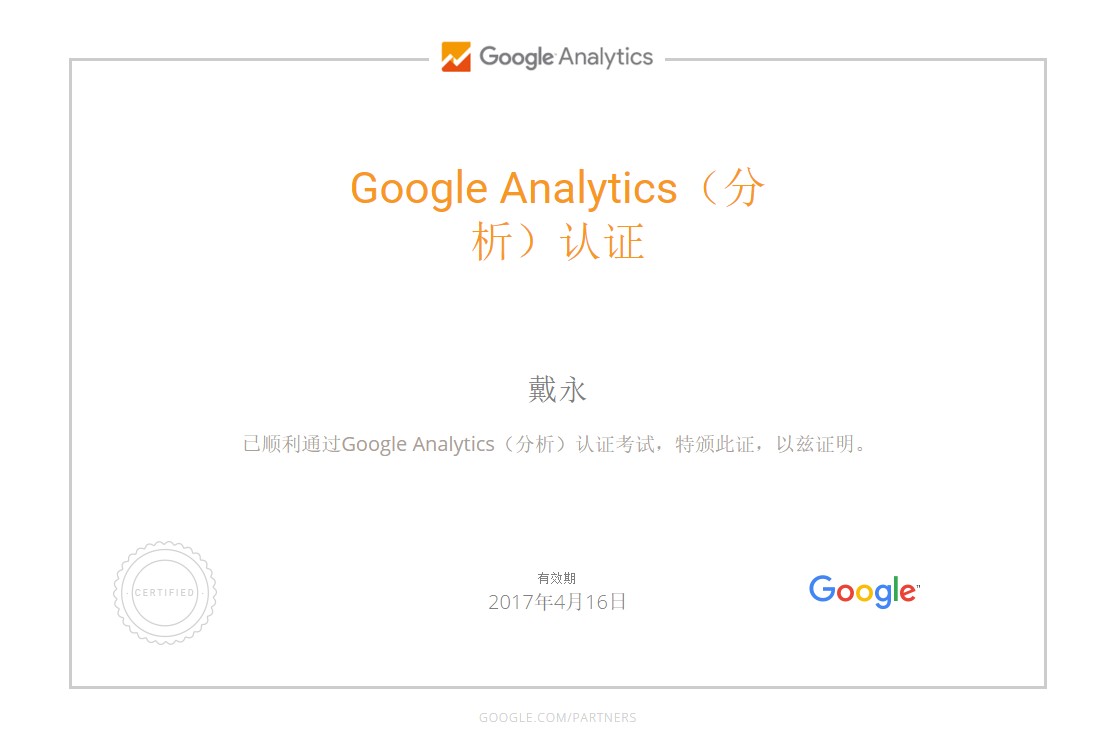 Google Analytics
Google Analytics（分
析）认证
戴永
已顺利通过Google Analytics（分析）认证考试，特颁此证，以兹证明。
· CERTIFIED ·
有效期
2017年4月16日
Google™
GOOGLE.COM/PARTNERS